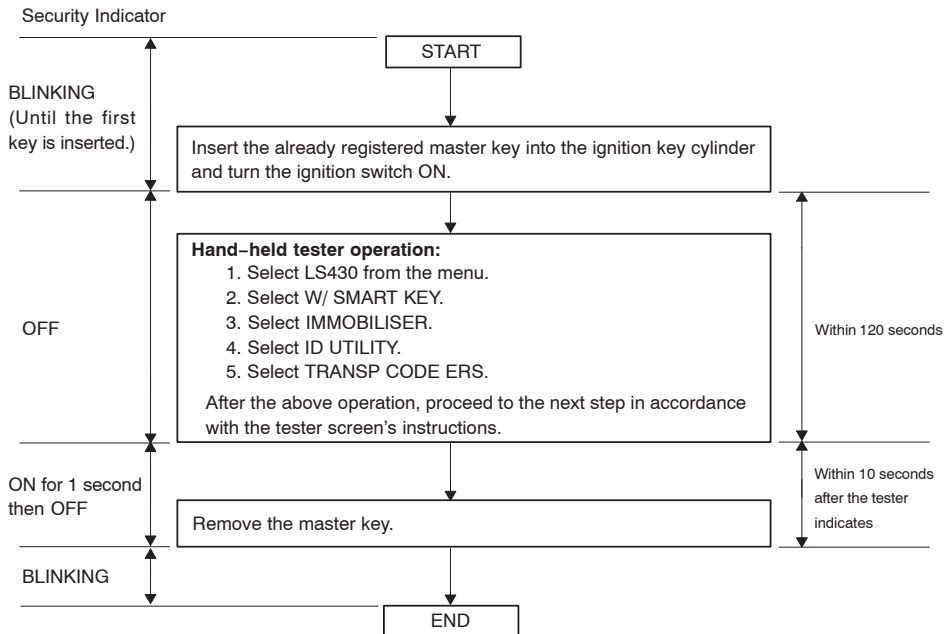 Security Indicator
START
BLINKING
(Until the first
key is inserted.)
Insert the already registered master key into the ignition key cylinder
and turn the ignition switch ON.
Hand−held tester operation:
1. Select LS430 from the menu.
2. Select W/ SMART KEY.
3. Select IMMOBILISER.
4. Select ID UTILITY.
5. Select TRANSP CODE ERS.
After the above operation, proceed to the next step in accordance
with the tester screen's instructions.
OFF
Within 120 seconds
ON for 1 second
then OFF
Within 10 seconds
after the tester
indicates
Remove the master key.
BLINKING
END